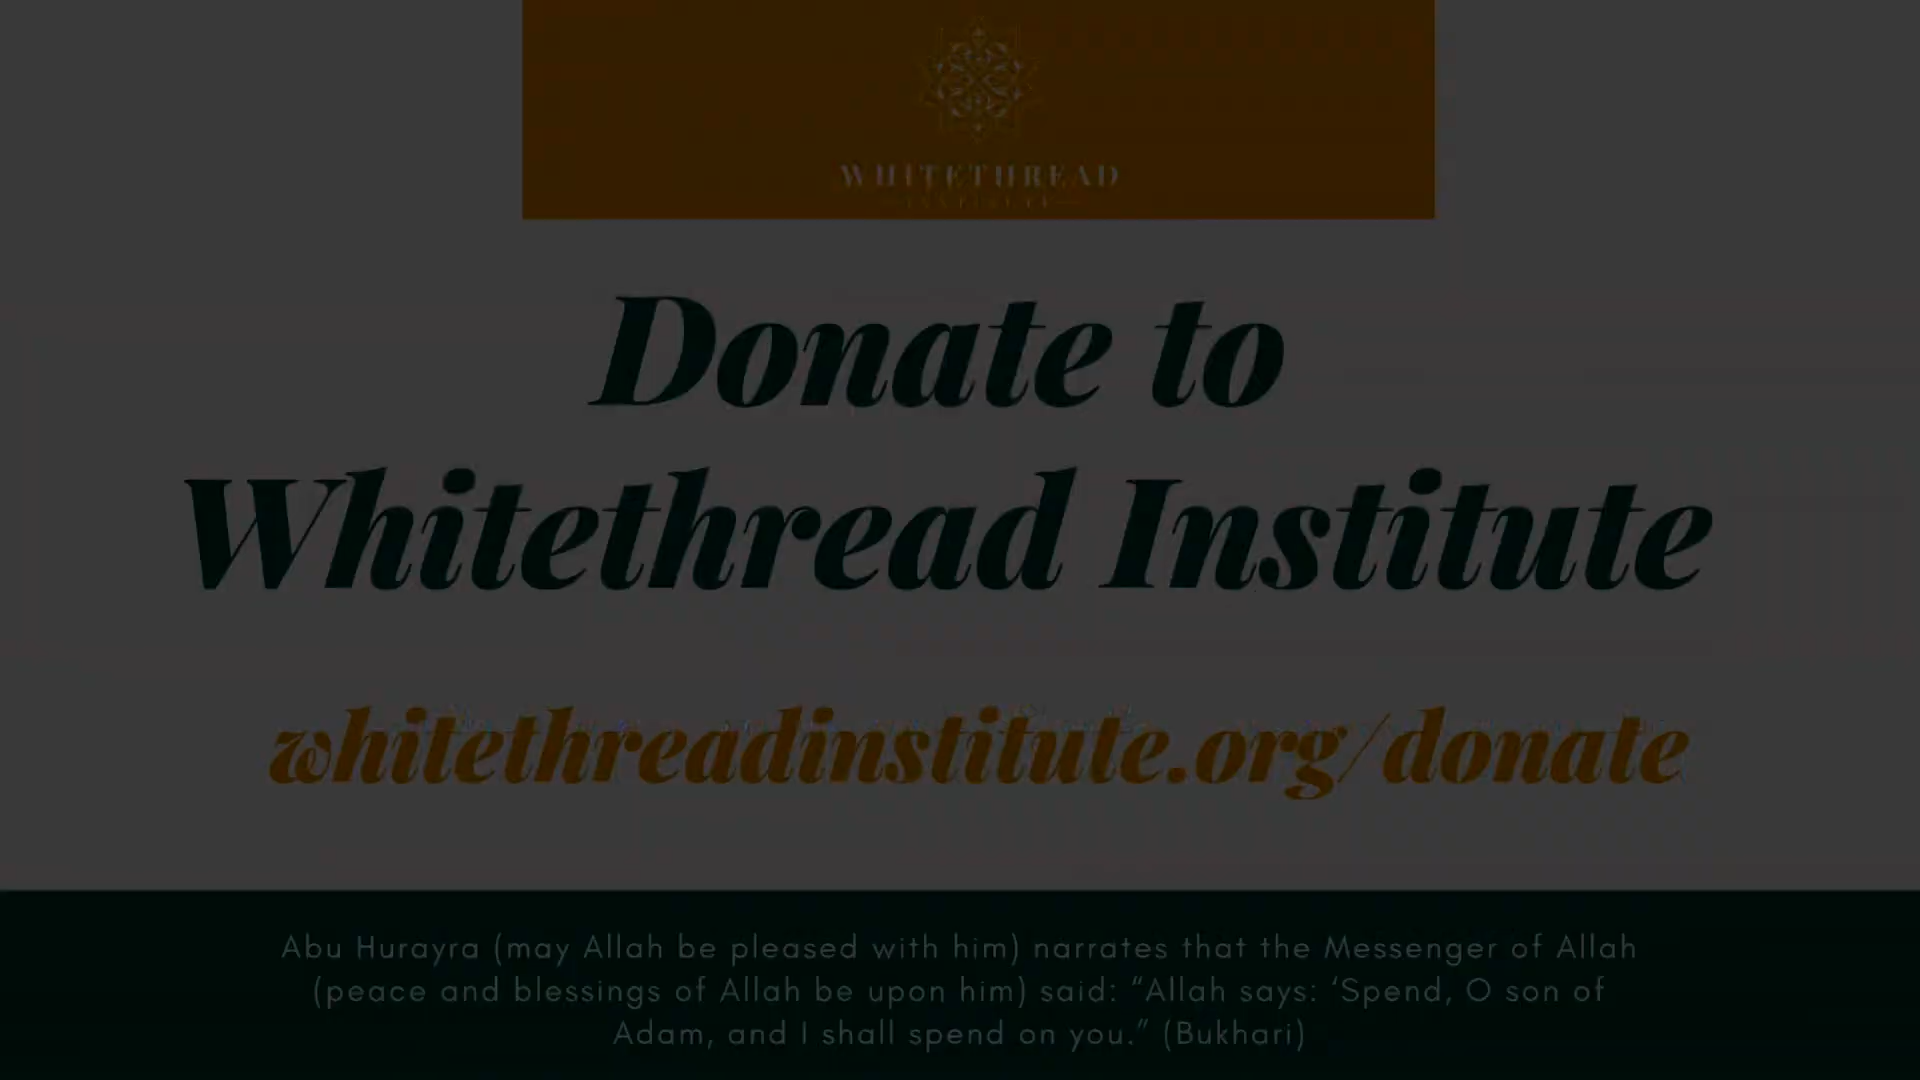 WHITETHREAD
INSTITUTE
Donate to
Whitethread Institute
whitethreadinstitute.org/donate
Abu Hurayra (may Allah be pleased with him) narrates that the Messenger of Allah
(peace and blessings of Allah be upon him) said: “Allah says: ‘Spend, O son of
Adam, and I shall spend on you.” (Bukhari)